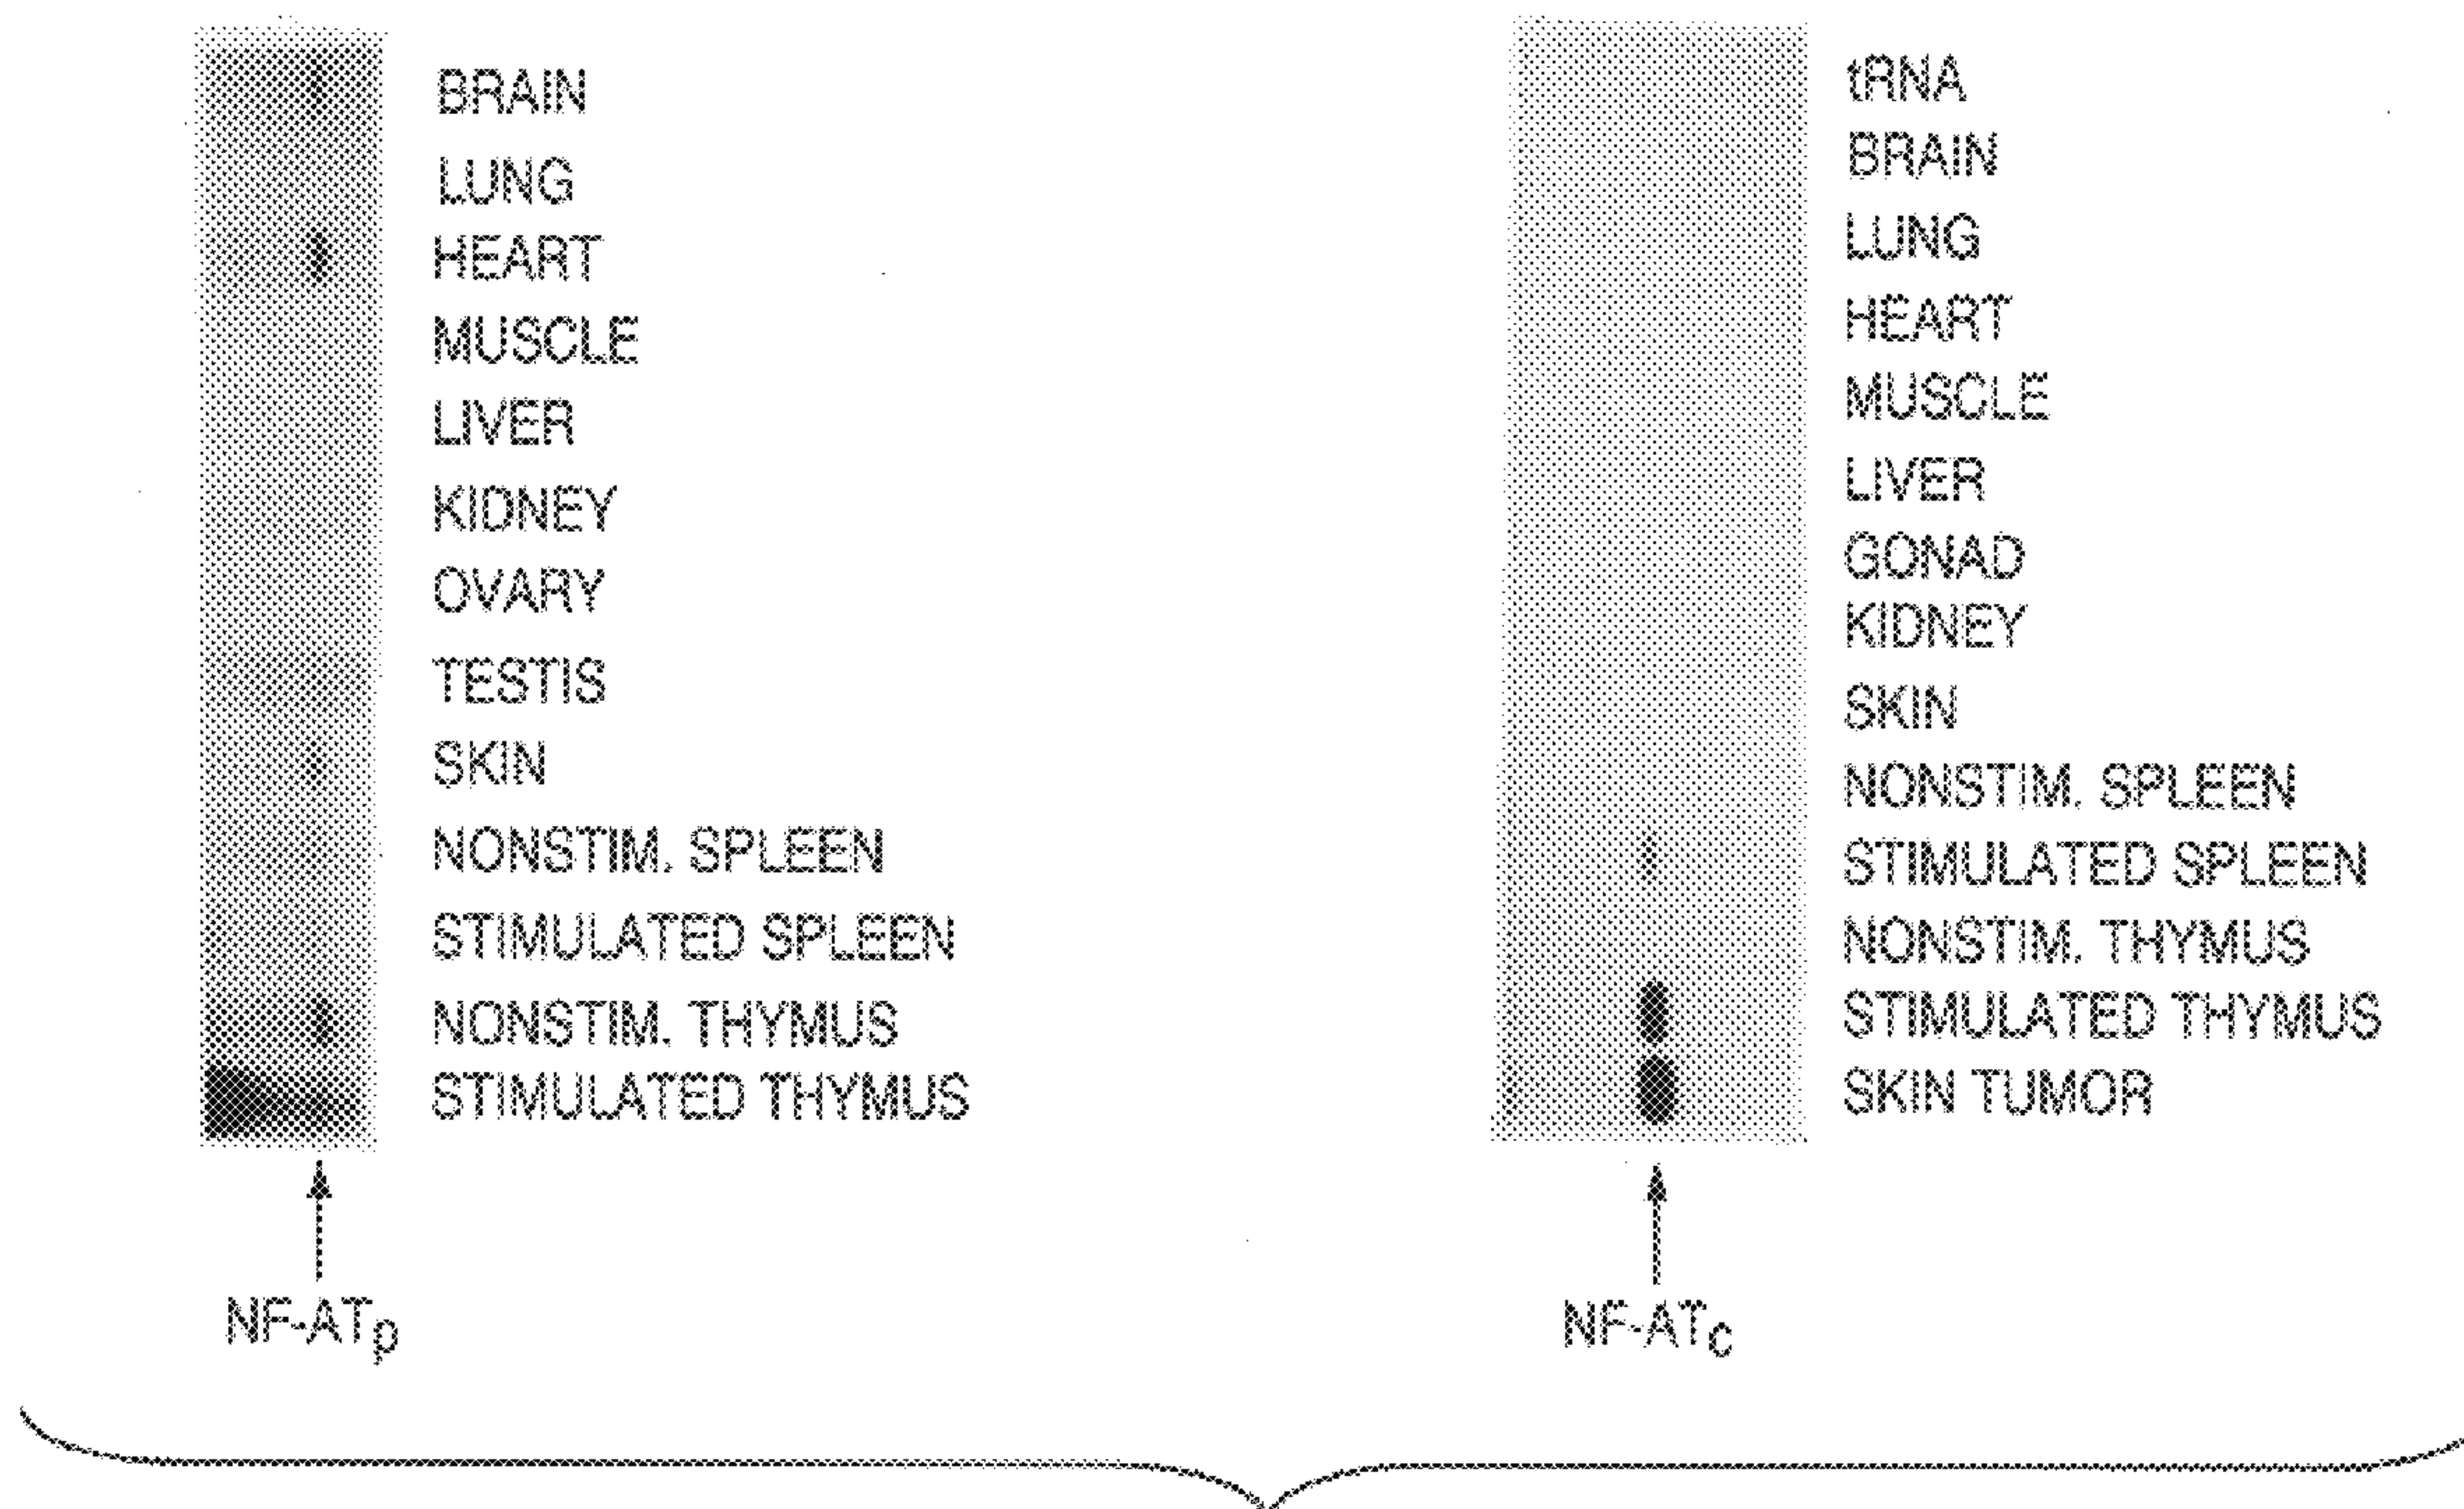 BRAIN
LUNG
HEART
MUSCLE
LIVER
KIDNEY
OVARY
TESTIS
SKIN
NONSTIM. SPLEEN
STIMULATED SPLEEN
NONSTIM. THYMUS
STIMULATED THYMUS
NF-ATp
tRNA
BRAIN
LUNG
HEART
MUSCLE
LIVER
GONAD
KIDNEY
SKIN
NONSTIM. SPLEEN
STIMULATED SPLEEN
NONSTIM. THYMUS
STIMULATED THYMUS
SKIN TUMOR
NF-ATc